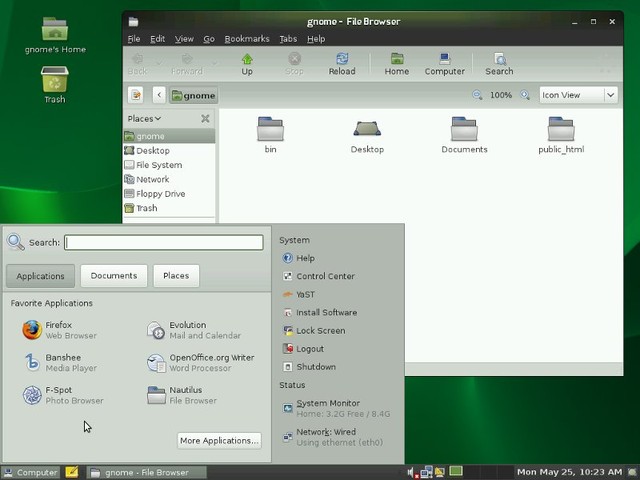 gnome's Home
Trash
gnome - File Browser
File Edit View Go Bookmarks Tabs Help
Back Forward Up Stop Reload Home Computer Search
gnome 100% Icon View
Places
gnome
Desktop
File System
Network
Floppy Drive
Trash
bin Desktop Documents public_html
Search:
Applications Documents Places
Favorite Applications
Firefox
Web Browser
Evolution
Mail and Calendar
Banshee
Media Player
OpenOffice.org Writer
Word Processor
F-Spot
Photo Browser
Nautilus
File Browser
More Applications...
System
Help
Control Center
YaST
Install Software
Lock Screen
Logout
Shutdown
Status
System Monitor
Home: 3.2G Free / 8.4G
Network: Wired
Using ethernet (eth0)
Computer gnome - File Browser Mon May 25, 10:23 AM